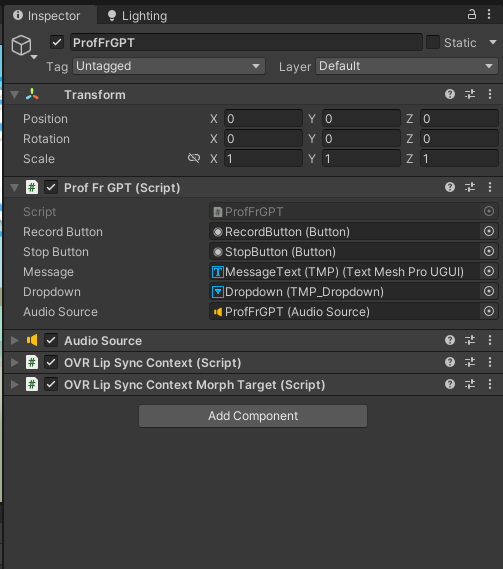 Inspector Lighting
ProfFrGPT Static
Tag Untagged Layer Default
Transform
Position X 0 Y 0 Z 0
Rotation X 0 Y 0 Z 0
Scale X 1 Y 1 Z 1
Prof Fr GPT (Script)
Script ProfFrGPT
Record Button RecordButton (Button)
Stop Button StopButton (Button)
Message MessageText (TMP) (Text Mesh Pro UGUI)
Dropdown Dropdown (TMP_Dropdown)
Audio Source ProfFrGPT (Audio Source)
Audio Source
OVR Lip Sync Context (Script)
OVR Lip Sync Context Morph Target (Script)
Add Component